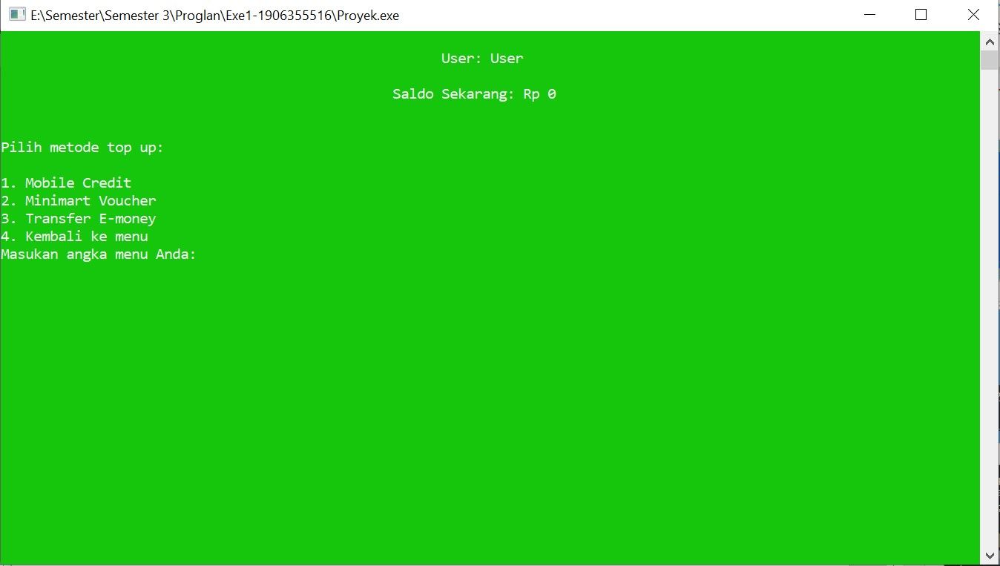 E:\Semester\Semester 3\Proglan\Exe1-1906355516\Proyek.exe
User: User
Saldo Sekarang: Rp 0
Pilih metode top up:
1. Mobile Credit
2. Minimart Voucher
3. Transfer E-money
4. Kembali ke menu
Masukan angka menu Anda: